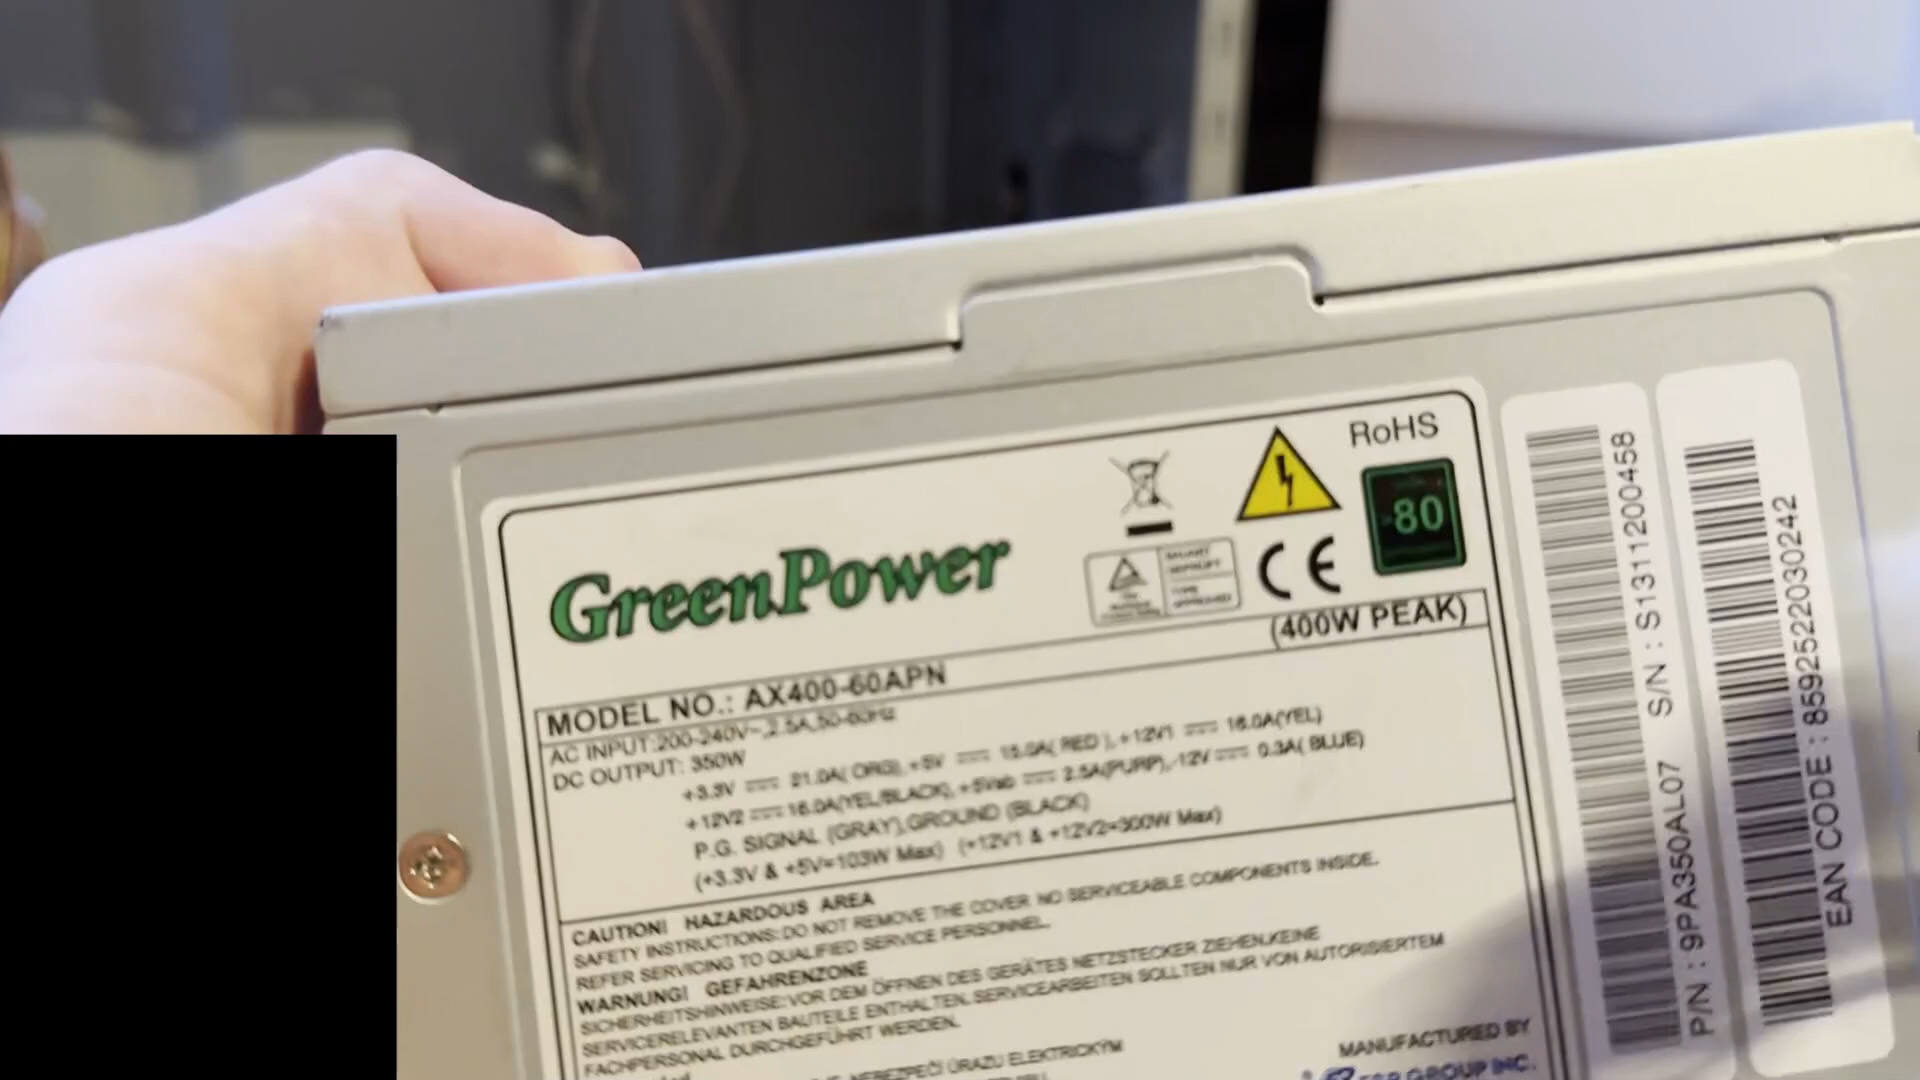 RoHS
80
GreenPower
(400W PEAK)
MODEL NO.: AX400-60APN
AC INPUT:200-240V~,2.5A,50-60Hz
DC OUTPUT: 350W
+3.3V 21.0A( ORG), +5V 15.0A( RED ),+12V1 16.0A(YEL)
+12V2 16.0A(YEL/BLACK), +5Vsb 2.5A(PURP),-12V 0.3A( BLUE)
P.G. SIGNAL (GRAY),GROUND (BLACK)
(+3.3V & +5V=103W Max) (+12V1 & +12V2=300W Max)
CAUTION! HAZARDOUS AREA
SAFETY INSTRUCTIONS:DO NOT REMOVE THE COVER NO SERVICEABLE COMPONENTS INSIDE.
REFER SERVICING TO QUALIFIED SERVICE PERSONNEL.
WARNUNG! GEFAHRENZONE
SICHERHEITSHINWEISE:VOR DEM ÖFFNEN DES GERÄTES NETZSTECKER ZIEHEN.KEINE
SERVICERELEVANTEN BAUTEILE ENTHALTEN.SERVICEARBEITEN SOLLTEN NUR VON AUTORISIERTEM
FACHPERSONAL DURCHGEFÜHRT WERDEN.
NEBEZPEČÍ ÚRAZU ELEKTRICKÝM
MANUFACTURED BY
GROUP INC.
P/N : 9PA350AL07 S/N : S1311200458
EAN CODE : 8592522030242